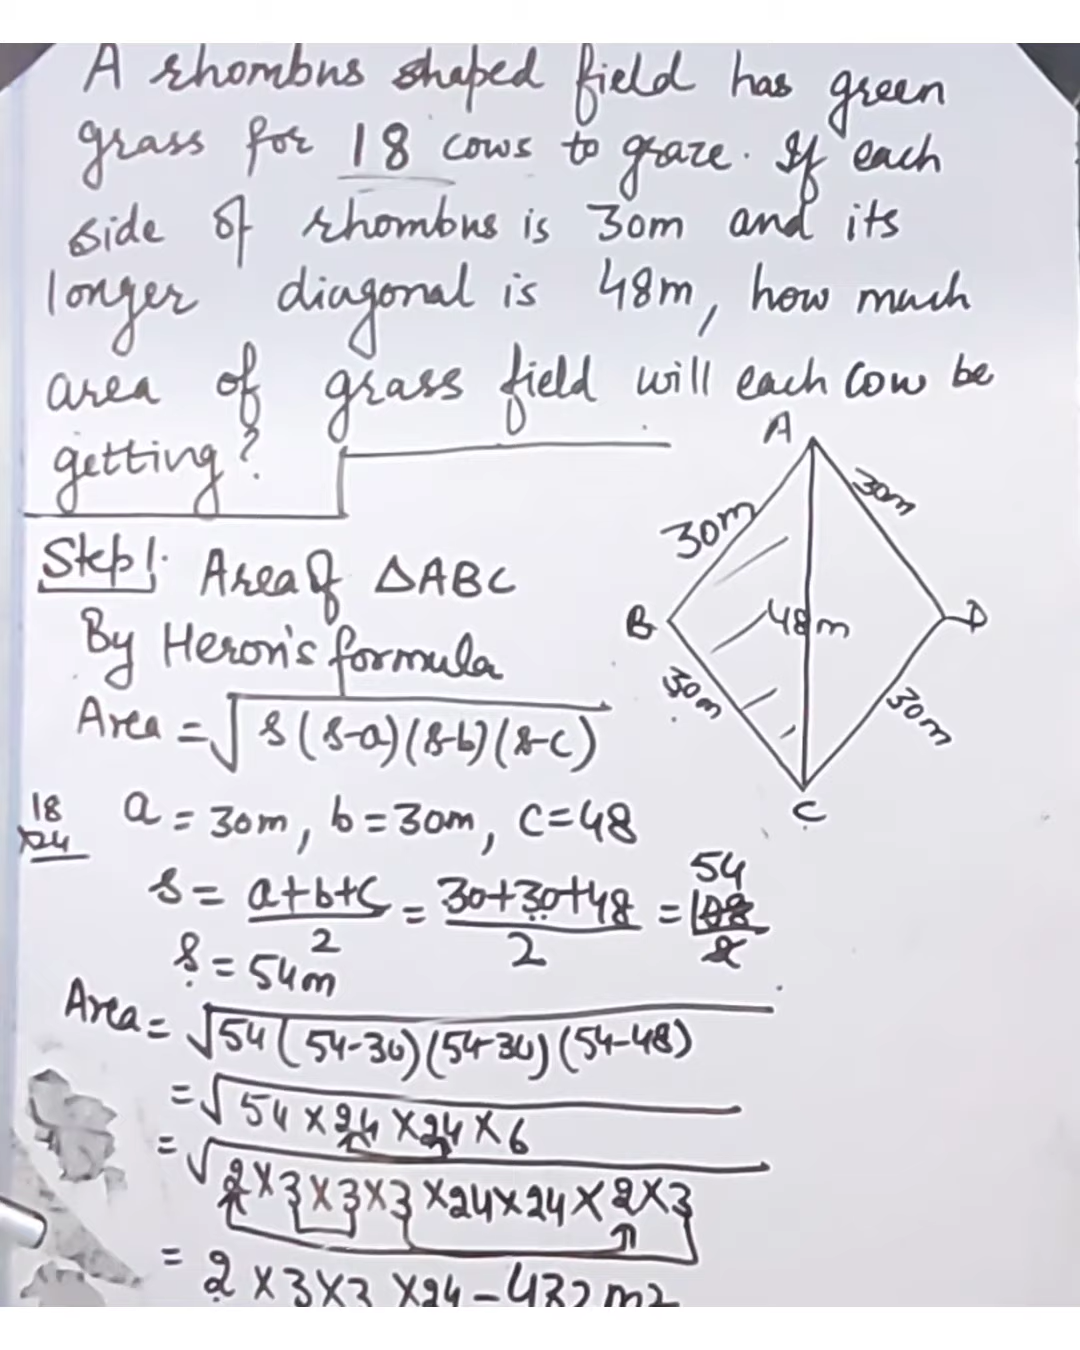 A rhombus shaped field has green
grass for 18 cows to graze. If each
side of rhombus is 30m and its
longer diagonal is 48m, how much
area of grass field will each cow be
getting?
A
30m
30m
B
48m
D
30m
30m
C
Step 1: Area of △ABC
By Heron's formula
Area = √s(s-a)(s-b)(s-c)
18
×24
a = 30m, b = 30m, c = 48
s = a+b+c/2 = 30+30+48/2 = 108/2 54
s = 54m
Area = √54(54-30)(54-30)(54-48)
= √54×24×24×6
= √2×3×3×3×24×24×2×3
= 2×3×3×24 = 432 m2